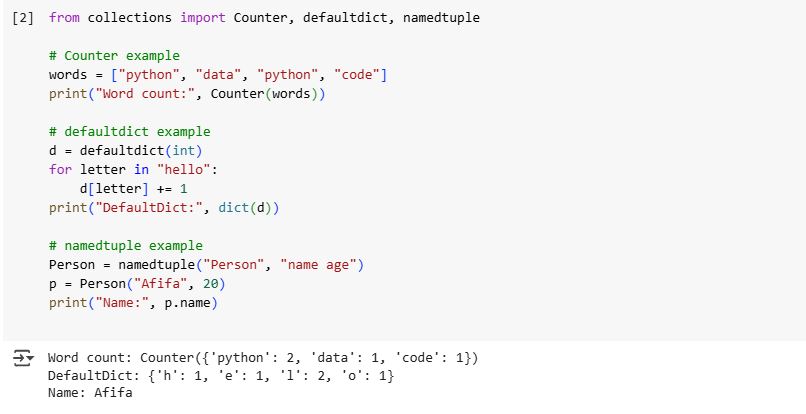 [2] from collections import Counter, defaultdict, namedtuple
# Counter example
words = ["python", "data", "python", "code"]
print("Word count:", Counter(words))
# defaultdict example
d = defaultdict(int)
for letter in "hello":
    d[letter] += 1
print("DefaultDict:", dict(d))
# namedtuple example
Person = namedtuple("Person", "name age")
p = Person("Afifa", 20)
print("Name:", p.name)
Word count: Counter({'python': 2, 'data': 1, 'code': 1})
DefaultDict: {'h': 1, 'e': 1, 'l': 2, 'o': 1}
Name: Afifa